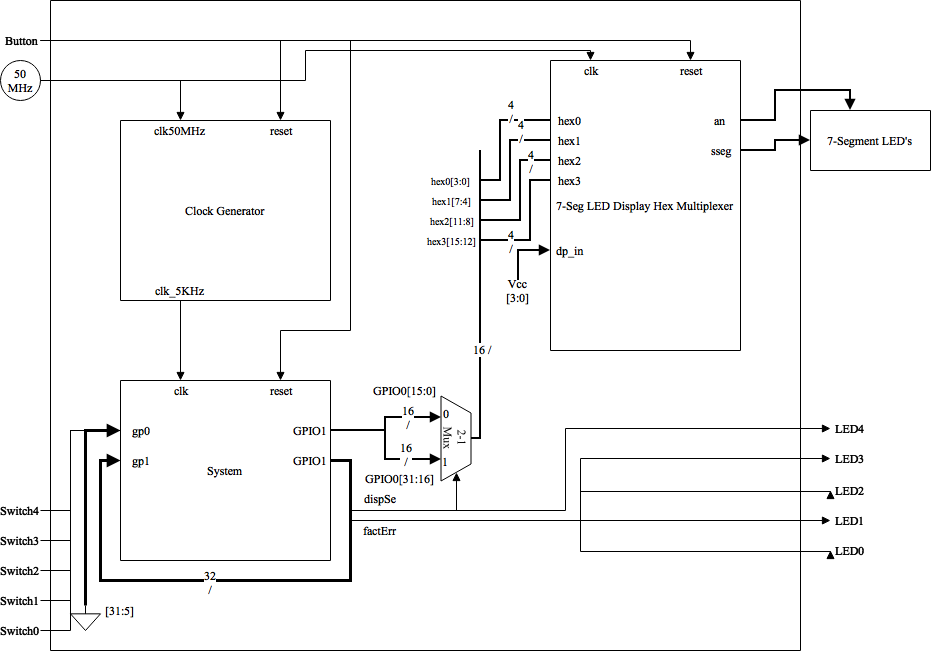 Button
50
MHz
clk50MHz
reset
Clock Generator
clk_5KHz
clk
reset
hex0
hex1
hex2
hex3
an
sseg
7-Seg LED Display Hex Multiplexer
dp_in
7-Segment LED's
4
/
4
/
4
/
4
/
hex0[3:0]
hex1[7:4]
hex2[11:8]
hex3[15:12]
Vcc
[3:0]
16 /
clk
reset
gp0
gp1
GPIO1
GPIO1
System
GPIO0[15:0]
16
/
16
/
GPIO0[31:16]
0
1
2-1
Mux
dispSe
factErr
32
/
[31:5]
Switch4
Switch3
Switch2
Switch1
Switch0
LED4
LED3
LED2
LED1
LED0